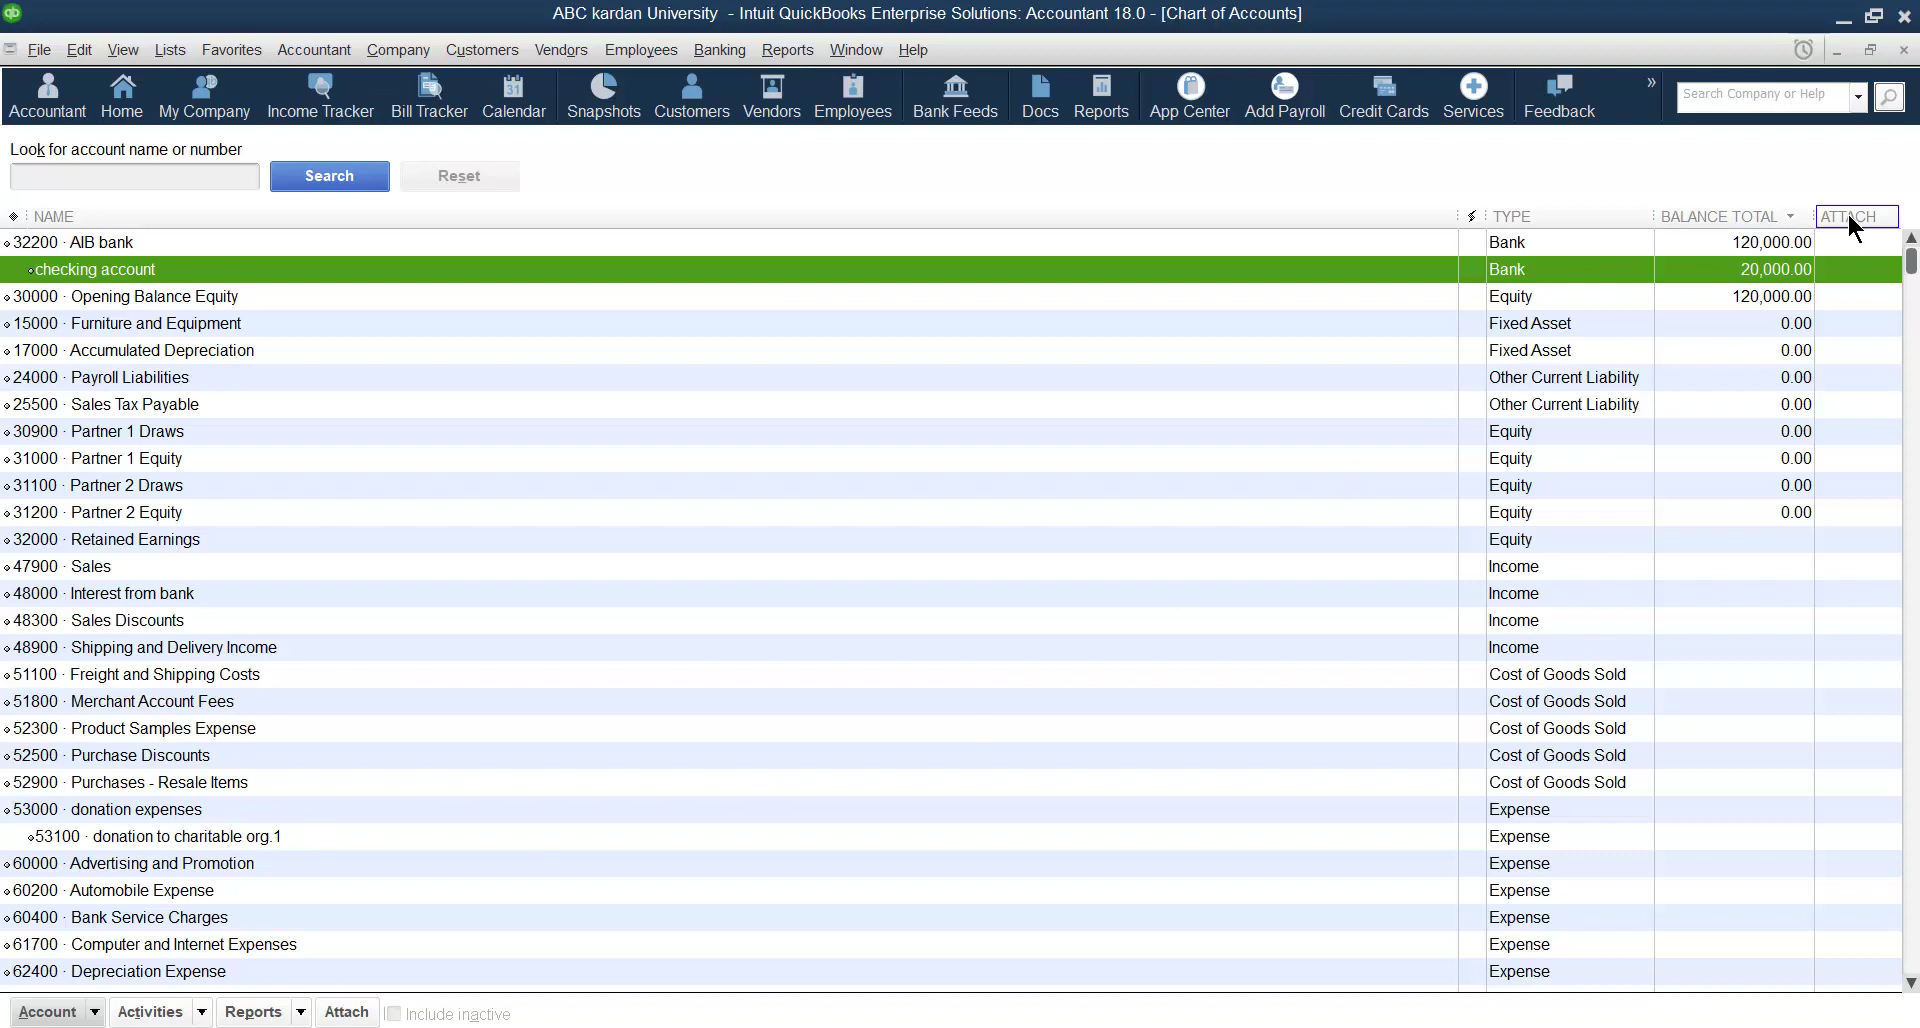 ABC kardan University - Intuit QuickBooks Enterprise Solutions: Accountant 18.0 - [Chart of Accounts]
File Edit View Lists Favorites Accountant Company Customers Vendors Employees Banking Reports Window Help
Accountant Home My Company Income Tracker Bill Tracker Calendar Snapshots Customers Vendors Employees Bank Feeds Docs Reports App Center Add Payroll Credit Cards Services Feedback » Search Company or Help
31
Look for account name or number
Search Reset
NAME TYPE BALANCE TOTAL ATTACH
32200 · AIB bank Bank 120,000.00
checking account Bank 20,000.00
30000 · Opening Balance Equity Equity 120,000.00
15000 · Furniture and Equipment Fixed Asset 0.00
17000 · Accumulated Depreciation Fixed Asset 0.00
24000 · Payroll Liabilities Other Current Liability 0.00
25500 · Sales Tax Payable Other Current Liability 0.00
30900 · Partner 1 Draws Equity 0.00
31000 · Partner 1 Equity Equity 0.00
31100 · Partner 2 Draws Equity 0.00
31200 · Partner 2 Equity Equity 0.00
32000 · Retained Earnings Equity
47900 · Sales Income
48000 · Interest from bank Income
48300 · Sales Discounts Income
48900 · Shipping and Delivery Income Income
51100 · Freight and Shipping Costs Cost of Goods Sold
51800 · Merchant Account Fees Cost of Goods Sold
52300 · Product Samples Expense Cost of Goods Sold
52500 · Purchase Discounts Cost of Goods Sold
52900 · Purchases - Resale Items Cost of Goods Sold
53000 · donation expenses Expense
53100 · donation to charitable org.1 Expense
60000 · Advertising and Promotion Expense
60200 · Automobile Expense Expense
60400 · Bank Service Charges Expense
61700 · Computer and Internet Expenses Expense
62400 · Depreciation Expense Expense
Account Activities Reports Attach Include inactive